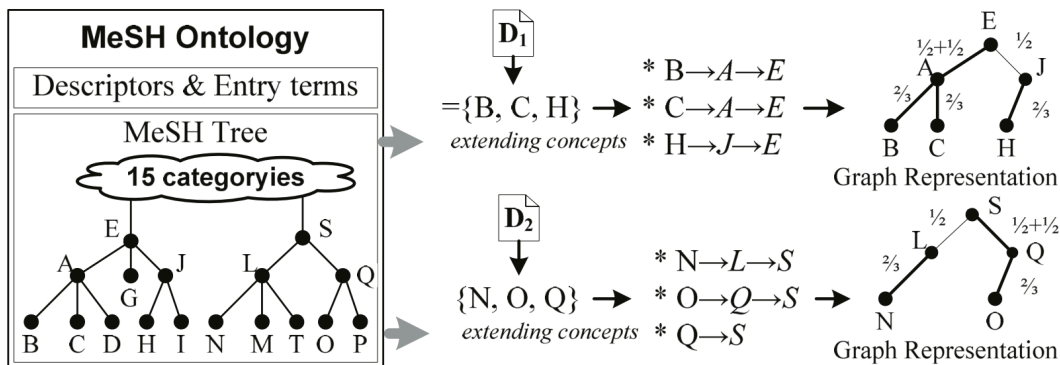 MeSH Ontology
Descriptors & Entry terms
MeSH Tree
15 categoryies
E
S
A
J
L
Q
G
B C D H I N M T O P
D₁
={B, C, H}
extending concepts
* B→A→E
* C→A→E
* H→J→E
E
½+½ ½
A J
⅔ ⅔ ⅔
B C H
Graph Representation
D₂
{N, O, Q}
extending concepts
* N→L→S
* O→Q→S
* Q→S
S
½ ½+½
L Q
⅔ ⅔
N O
Graph Representation